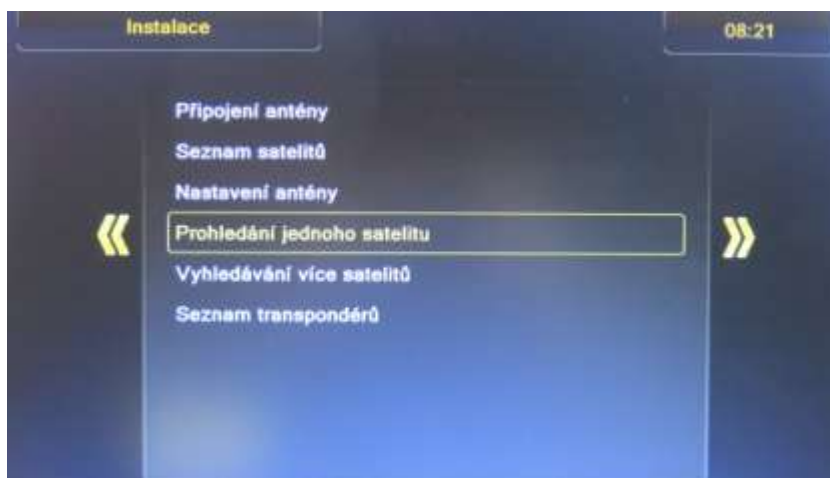 Instalace
08:21
Připojení antény
Seznam satelitů
Nastavení antény
Prohledání jednoho satelitu
Vyhledávání více satelitů
Seznam transpondérů